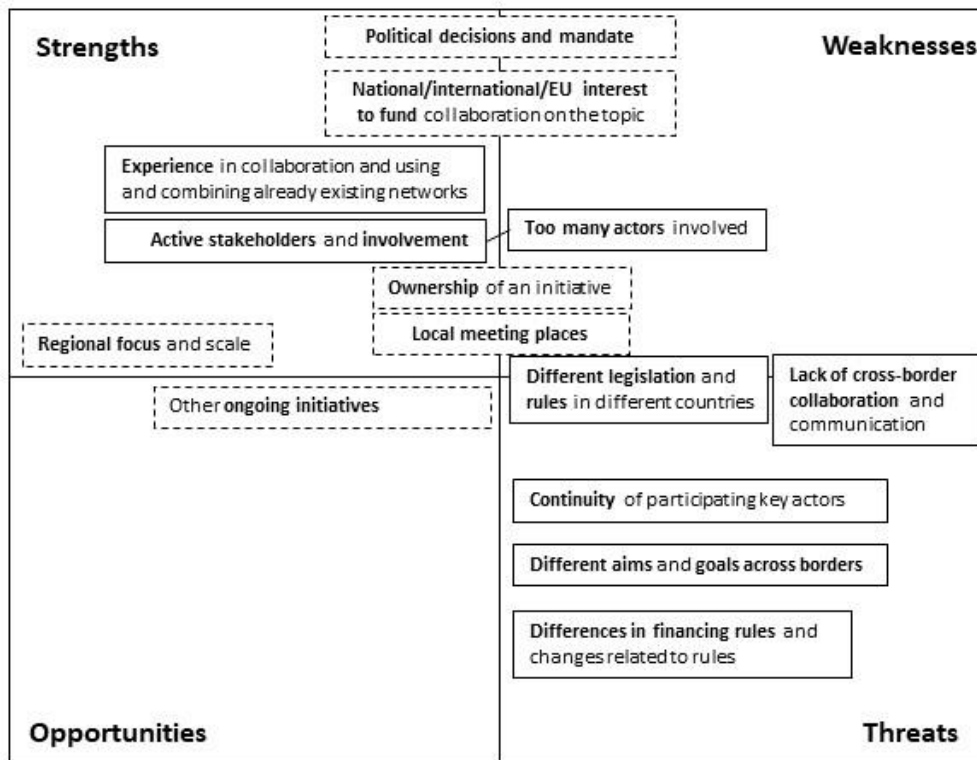 Strengths
Weaknesses
Political decisions and mandate
National/international/EU interest
to fund collaboration on the topic
Experience in collaboration and using
and combining already existing networks
Active stakeholders and involvement
Too many actors involved
Ownership of an initiative
Local meeting places
Regional focus and scale
Other ongoing initiatives
Different legislation and
rules in different countries
Lack of cross-border
collaboration and
communication
Continuity of participating key actors
Different aims and goals across borders
Differences in financing rules and
changes related to rules
Opportunities
Threats